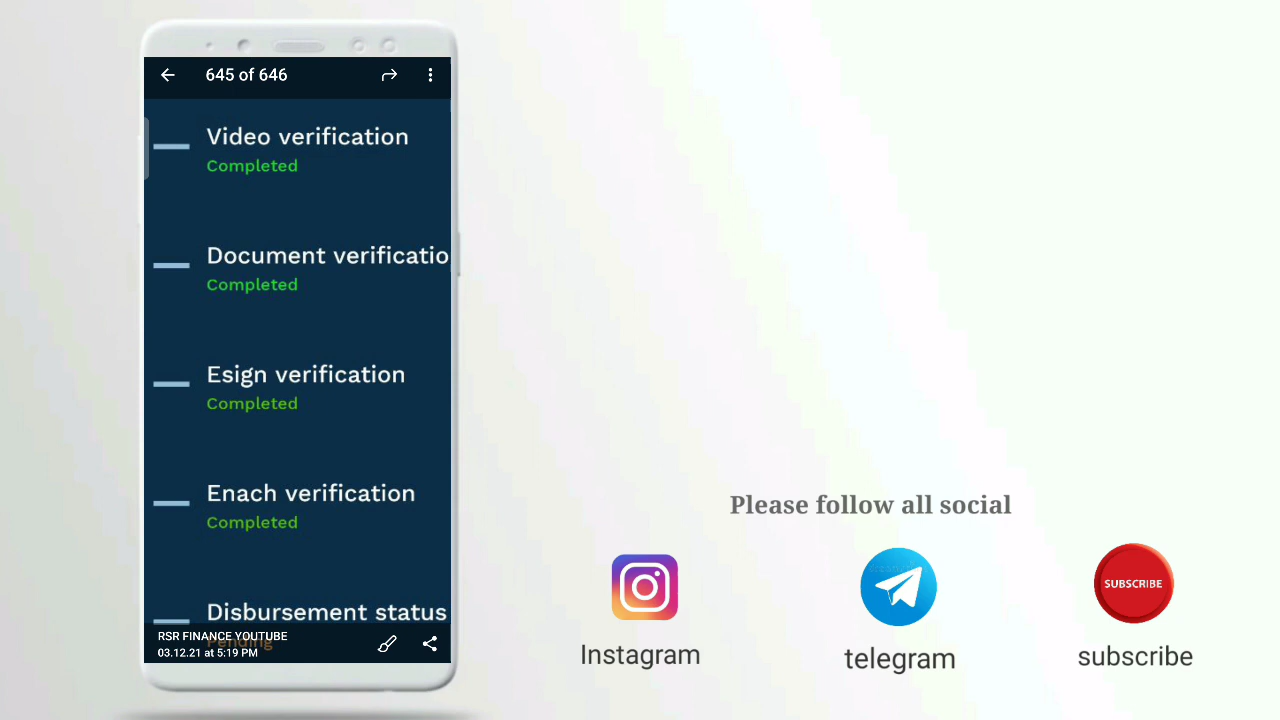 645 of 646
Video verification
Completed
Document verificatio
Completed
Esign verification
Completed
Enach verification
Completed
Disbursement status
Pending
RSR FINANCE YOUTUBE
03.12.21 at 5:19 PM
Please follow all social
SUBSCRIBE
Instagram
telegram
subscribe